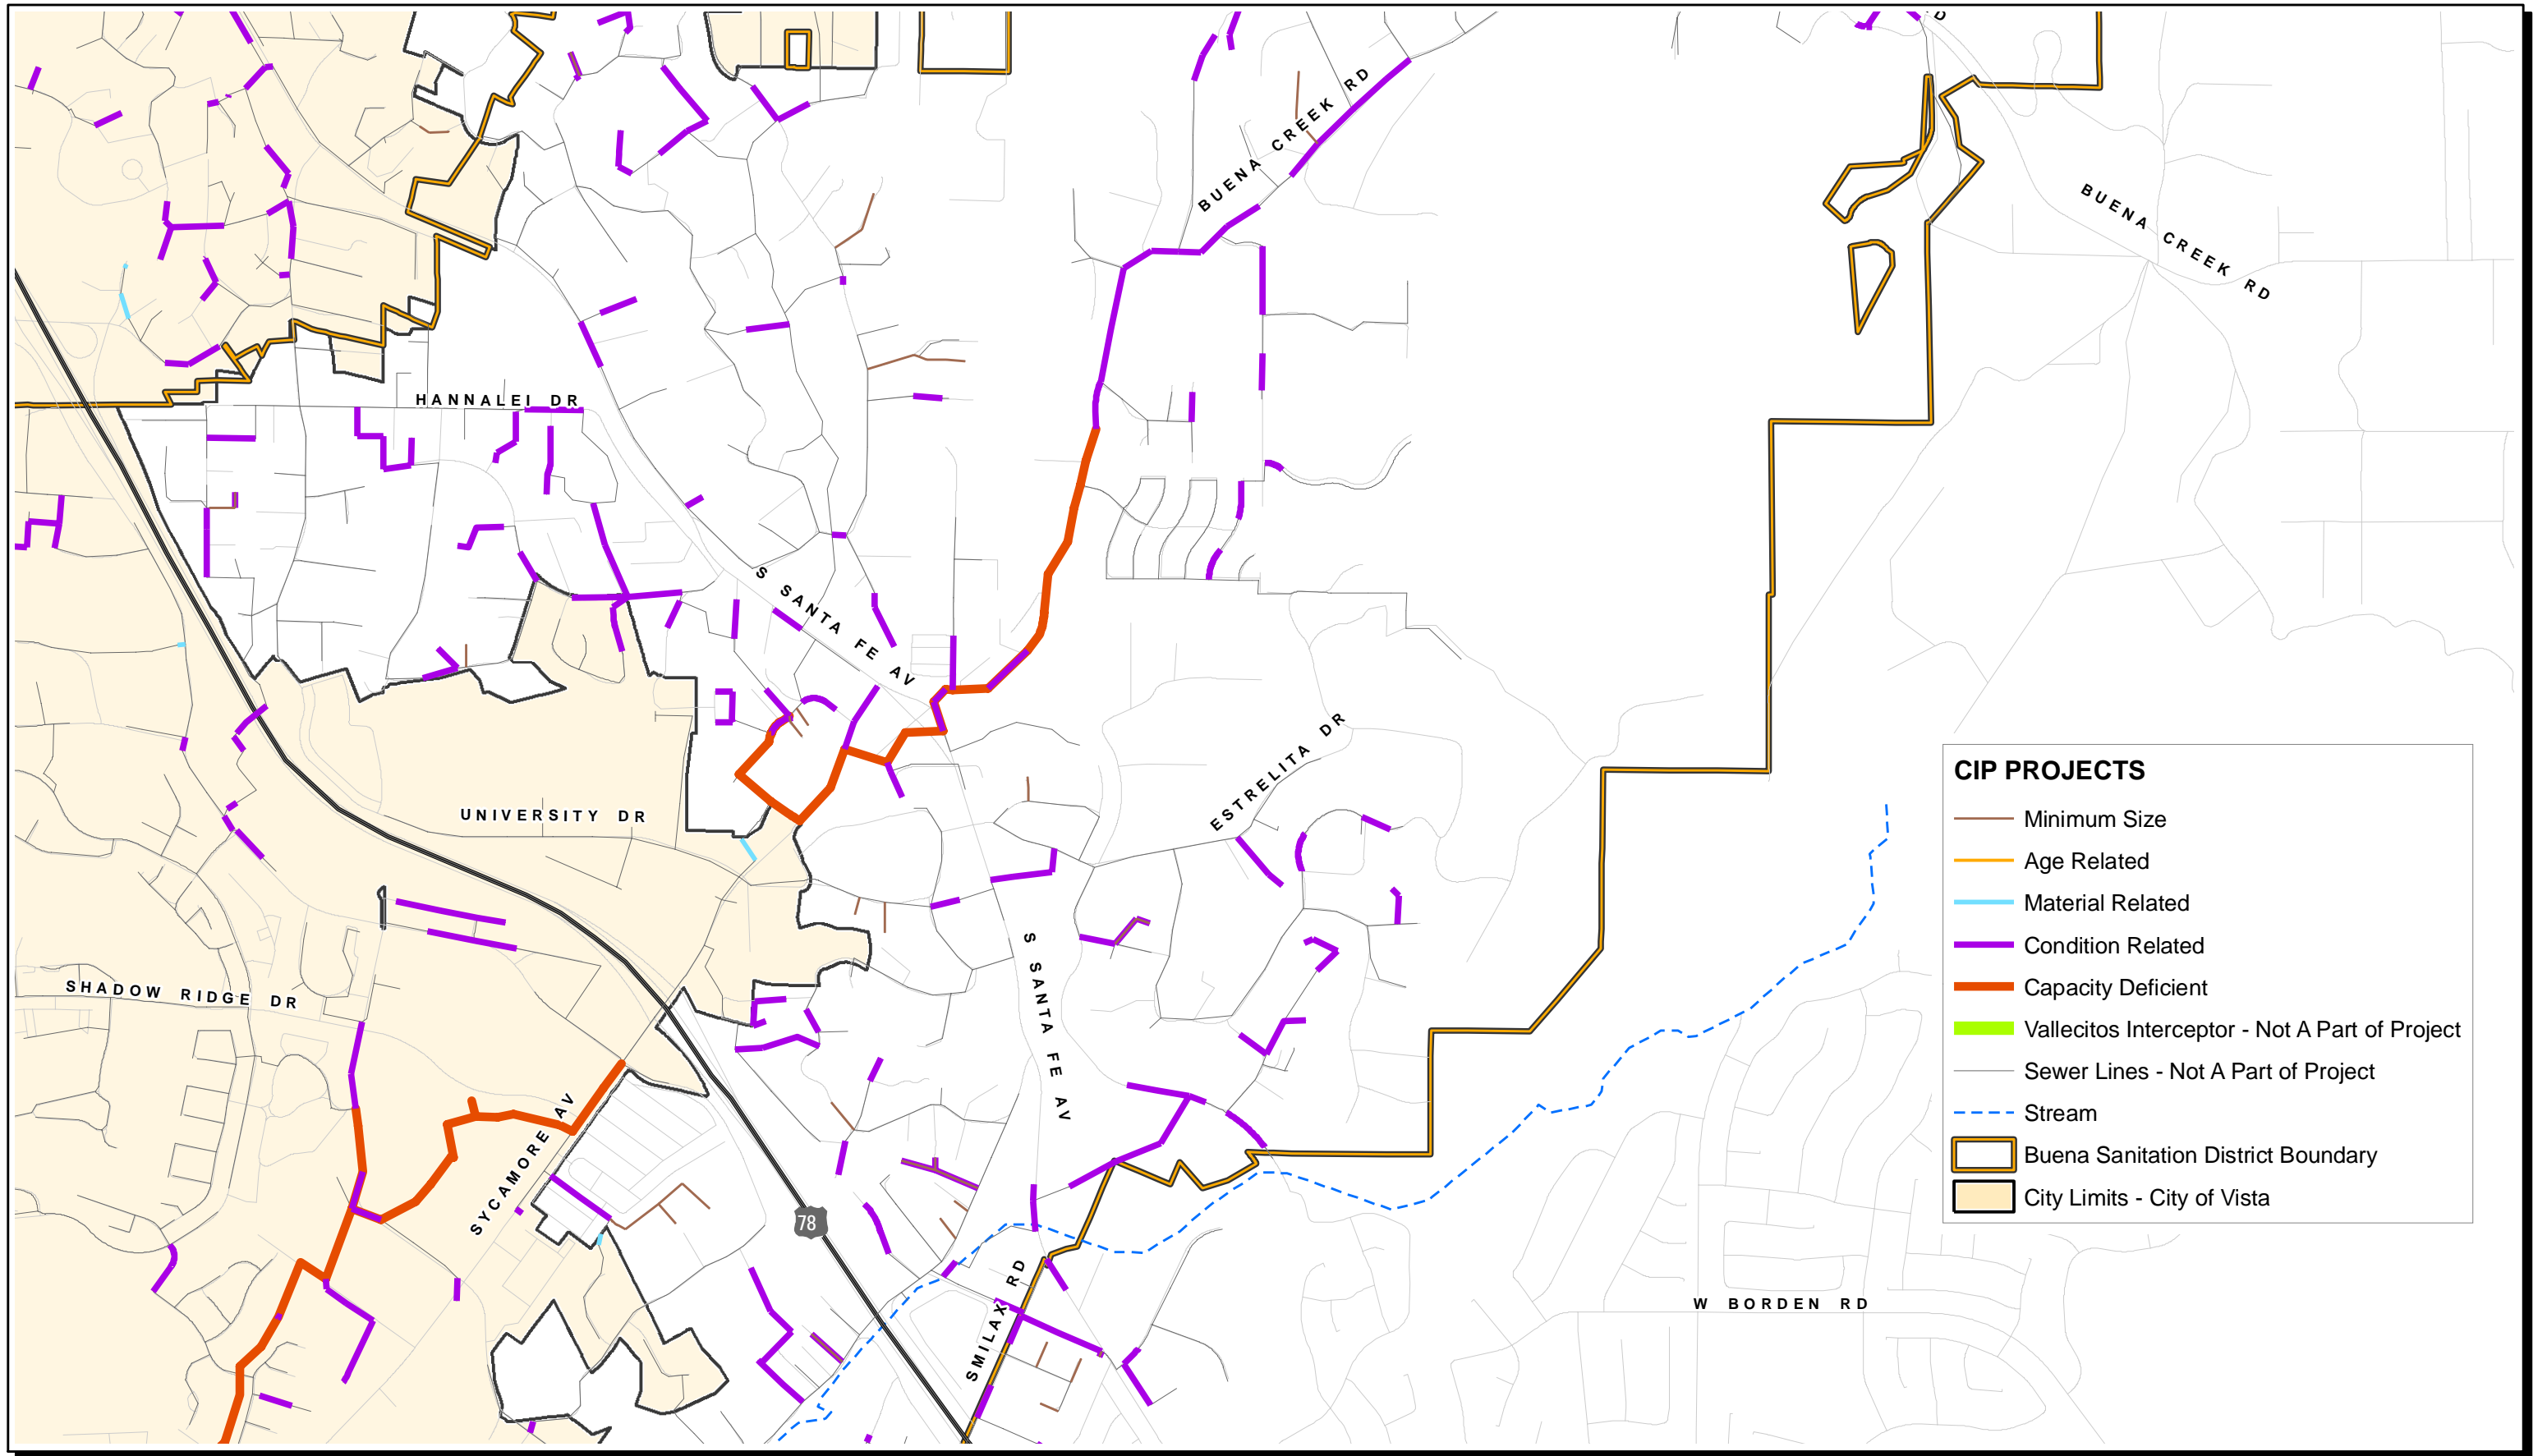 BUENA CREEK RD
BUENA CREEK RD
HANNALEI DR
S SANTA FE AV
ESTRELITA DR
UNIVERSITY DR
SHADOW RIDGE DR
S SANTA FE AV
SYCAMORE AV
78
SMILAX RD
W BORDEN RD
CIP PROJECTS
Minimum Size
Age Related
Material Related
Condition Related
Capacity Deficient
Vallecitos Interceptor - Not A Part of Project
Sewer Lines - Not A Part of Project
Stream
Buena Sanitation District Boundary
City Limits - City of Vista